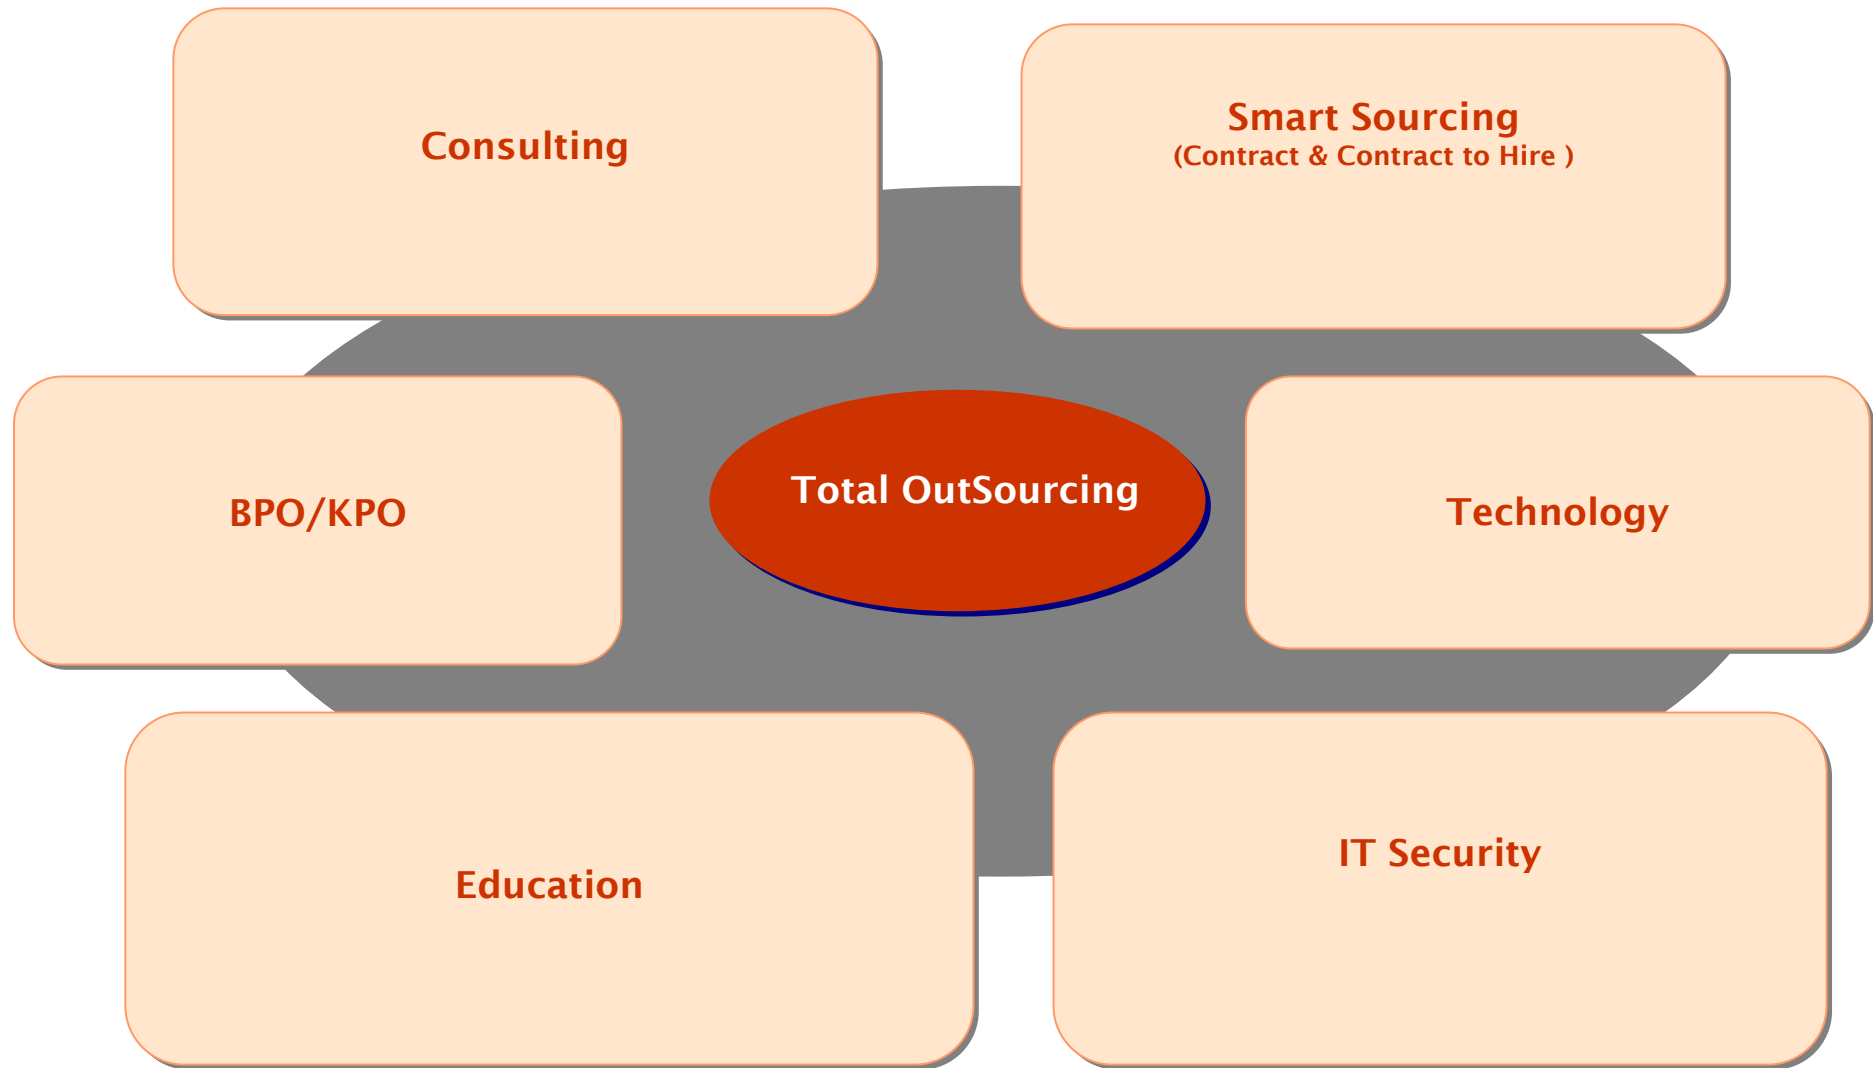 Consulting
Smart Sourcing
(Contract & Contract to Hire )
BPO/KPO
Total OutSourcing
Technology
Education
IT Security